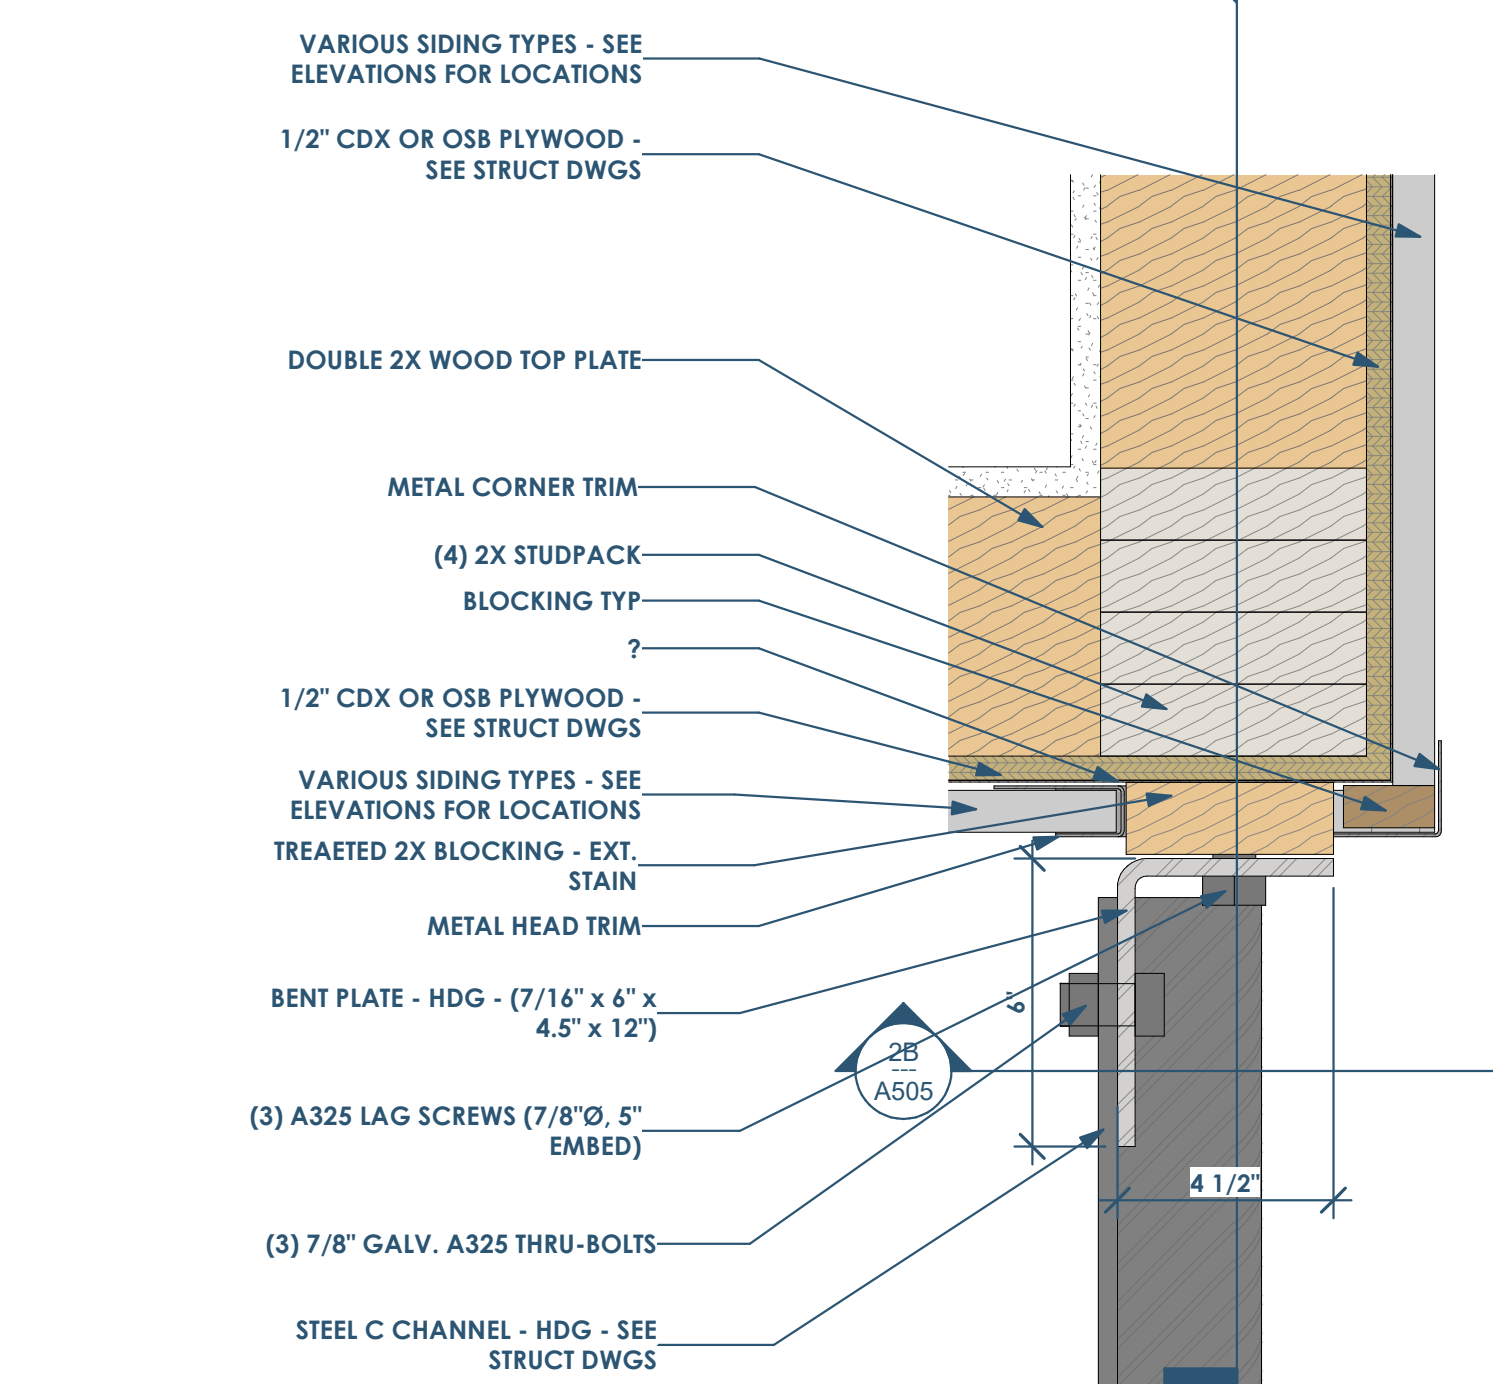 VARIOUS SIDING TYPES - SEE
ELEVATIONS FOR LOCATIONS
1/2" CDX OR OSB PLYWOOD -
SEE STRUCT DWGS
DOUBLE 2X WOOD TOP PLATE
METAL CORNER TRIM
(4) 2X STUDPACK
BLOCKING TYP
?
1/2" CDX OR OSB PLYWOOD -
SEE STRUCT DWGS
VARIOUS SIDING TYPES - SEE
ELEVATIONS FOR LOCATIONS
TREAETED 2X BLOCKING - EXT.
STAIN
METAL HEAD TRIM
BENT PLATE - HDG - (7/16" x 6" x
4.5" x 12")
6"
2B
---
A505
(3) A325 LAG SCREWS (7/8"Ø, 5"
EMBED)
4 1/2"
(3) 7/8" GALV. A325 THRU-BOLTS
STEEL C CHANNEL - HDG - SEE
STRUCT DWGS